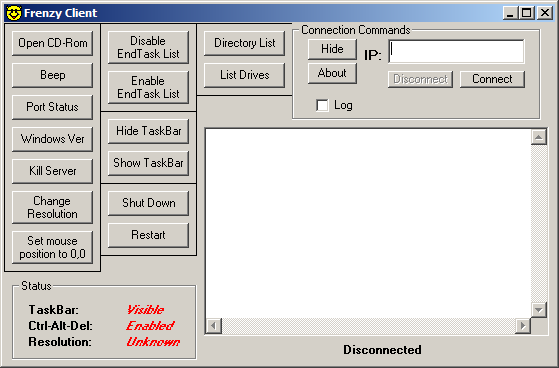 Frenzy Client
Open CD-Rom
Beep
Port Status
Windows Ver
Kill Server
Change
Resolution
Set mouse
position to 0,0
Disable
EndTask List
Enable
EndTask List
Hide TaskBar
Show TaskBar
Shut Down
Restart
Directory List
List Drives
Connection Commands
Hide
About
IP:
Disconnect
Connect
Log
Status
TaskBar: Visible
Ctrl-Alt-Del: Enabled
Resolution: Unknown
Disconnected